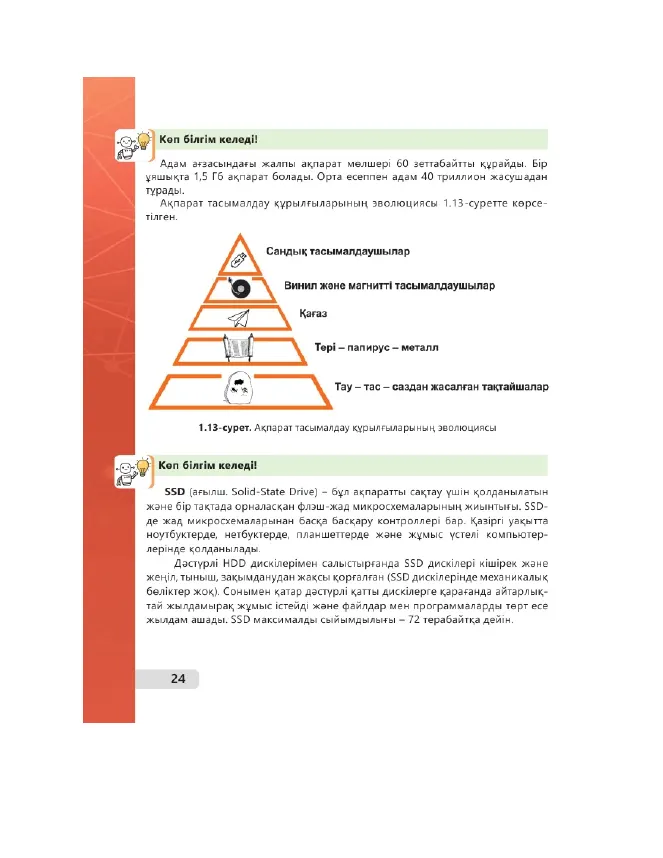 Көп білгім келеді!
Адам ағзасындағы жалпы ақпарат мөлшері 60 зеттабайтты құрайды. Бір
ұяшықта 1,5 Гб ақпарат болады. Орта есеппен адам 40 триллион жасушадан
тұрады.
Ақпарат тасымалдау құрылғыларының эволюциясы 1.13-суретте көрсе-
тілген.
Сандық тасымалдаушылар
Винил және магнитті тасымалдаушылар
Қағаз
Тері – папирус – металл
Тау – тас – саздан жасалған тақтайшалар
1.13-сурет. Ақпарат тасымалдау құрылғыларының эволюциясы
Көп білгім келеді!
SSD (ағылш. Solid-State Drive) – бұл ақпаратты сақтау үшін қолданылатын
және бір тақтада орналасқан флэш-жад микросхемаларының жиынтығы. SSD-
де жад микросхемаларынан басқа басқару контроллері бар. Қазіргі уақытта
ноутбуктерде, нетбуктерде, планшеттерде және жұмыс үстелі компьютер-
лерінде қолданылады.
Дәстүрлі HDD дискілерімен салыстырғанда SSD дискілері кішірек және
жеңіл, тыныш, зақымданудан жақсы қорғалған (SSD дискілерінде механикалық
бөліктер жоқ). Сонымен қатар дәстүрлі қатты дискілерге қарағанда айтарлық-
тай жылдамырақ жұмыс істейді және файлдар мен программаларды төрт есе
жылдам ашады. SSD максималды сыйымдылығы – 72 терабайтқа дейін.
24